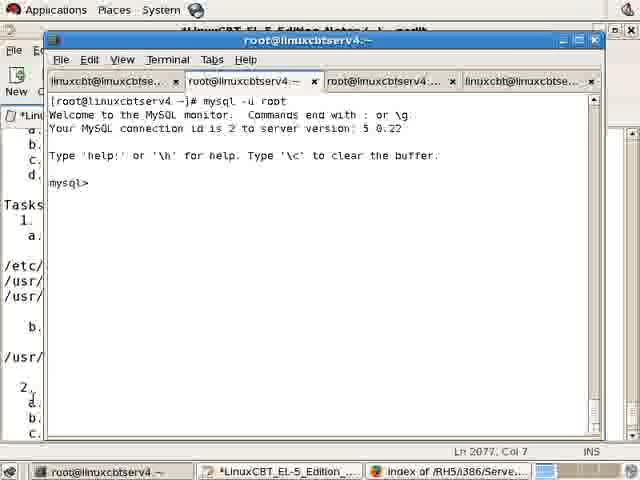 Applications Places System
*LinuxCBT_EL-5_Edition_Notes
root@linuxcbtserv4:~
File
File Edit View Terminal Tabs Help
linuxcbt@linuxcbtse... root@linuxcbtserv4:~ root@linuxcbtserv4:... linuxcbt@linuxcbtse...
New
*Linu
[root@linuxcbtserv4 ~]# mysql -u root
Welcome to the MySQL monitor. Commands end with ; or \g.
Your MySQL connection id is 2 to server version: 5.0.22
Type 'help;' or '\h' for help. Type '\c' to clear the buffer.
mysql>
a.
b.
c.
d.
Tasks
1.
a.
/etc/
/usr/
/usr/
b.
/usr/
2.
a.
b.
c.
Ln 2077, Col 7 INS
root@linuxcbtserv4:~ *LinuxCBT_EL-5_Edition_... Index of /RH5/i386/Serve...